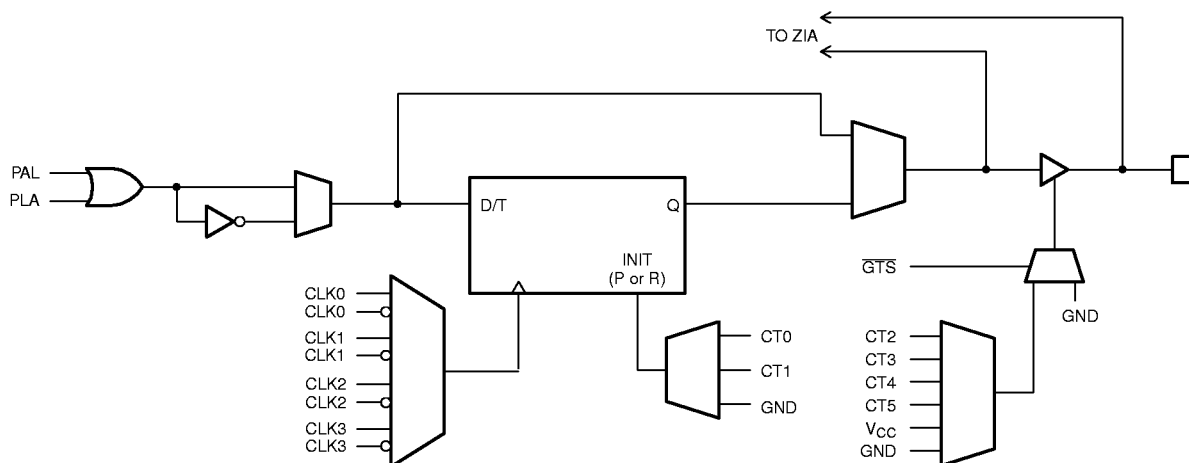 TO ZIA
PAL
PLA
D/T
Q
INIT
(P or R)
GTS
GND
CLK0
CLK0
CLK1
CLK1
CLK2
CLK2
CLK3
CLK3
CT0
CT1
GND
CT2
CT3
CT4
CT5
VCC
GND